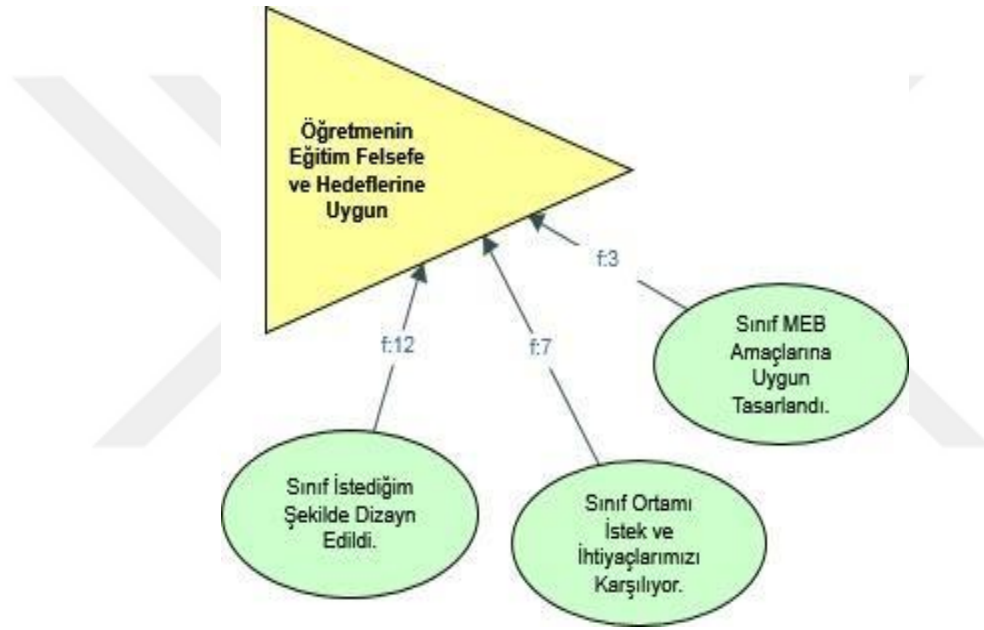 Öğretmenin
Eğitim Felsefe
ve Hedeflerine
Uygun
f:3
f:12
f:7
Sınıf MEB
Amaçlarına
Uygun
Tasarlandı.
Sınıf İstediğim
Şekilde Dizayn
Edildi.
Sınıf Ortamı
İstek ve
İhtiyaçlarımızı
Karşılıyor.